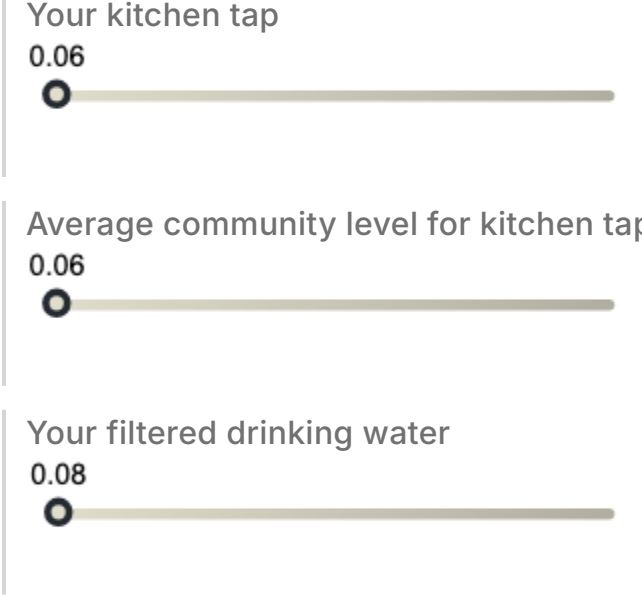 Your kitchen tap
0.06
Average community level for kitchen tap
0.06
Your filtered drinking water
0.08